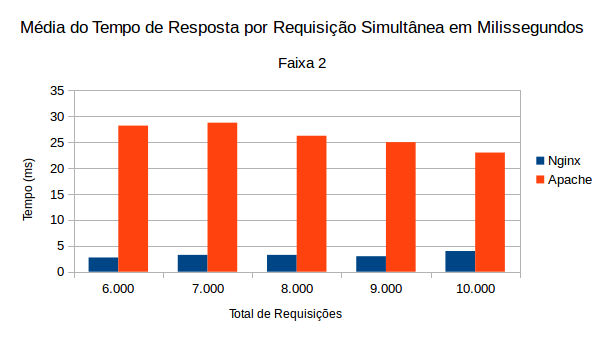 Média do Tempo de Resposta por Requisição Simultânea em Milissegundos
Faixa 2
35
30
25
20
15
10
5
0
Tempo (ms)
6.000 7.000 8.000 9.000 10.000
Total de Requisições
Nginx
Apache